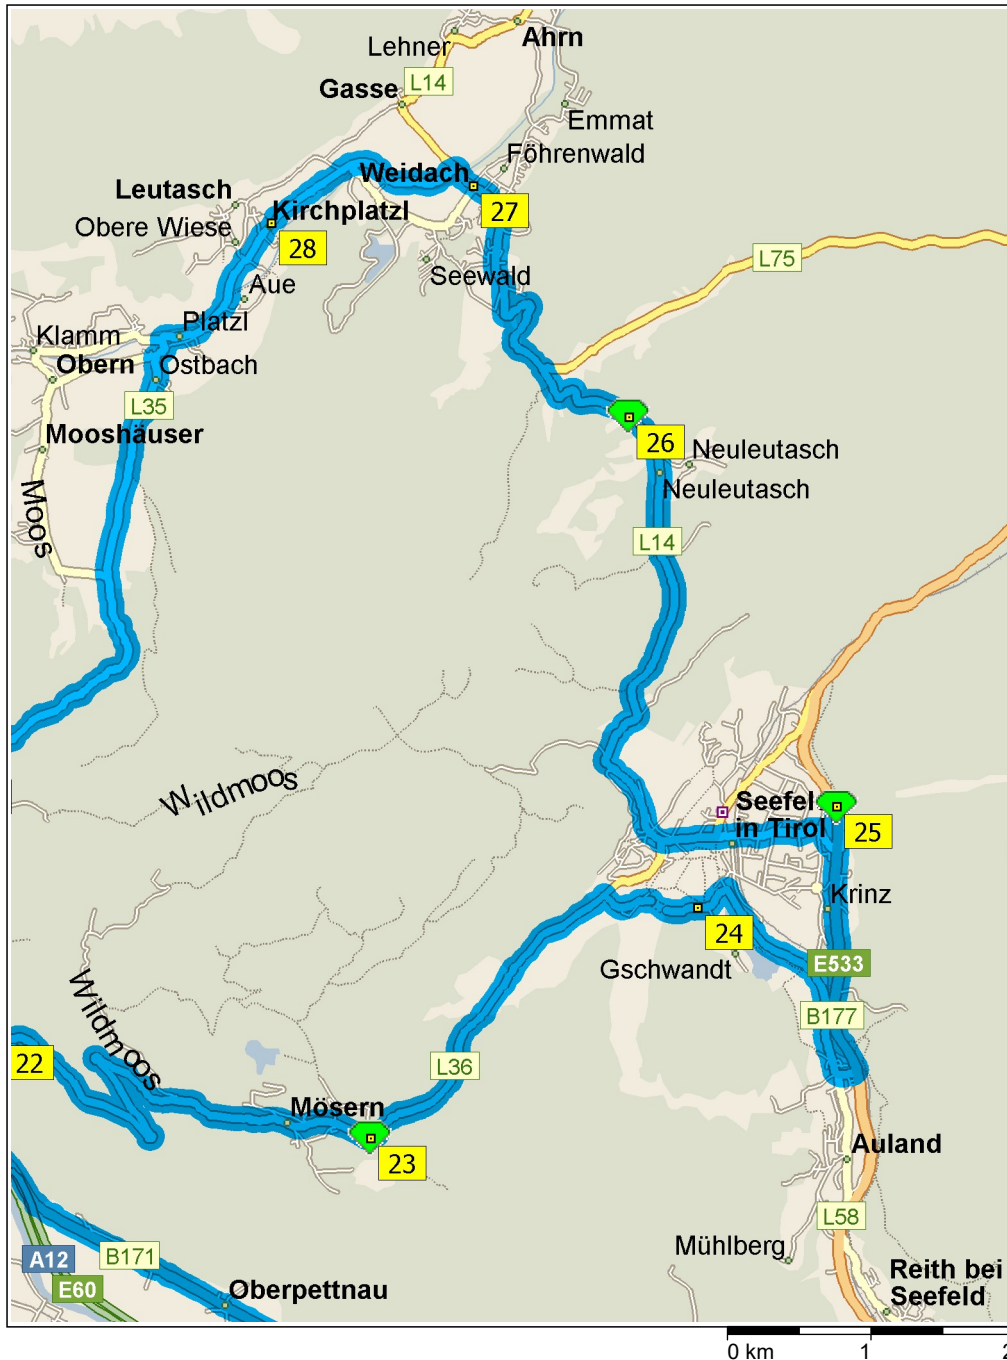 Lehner
Ahrn
L14
Gasse
Emmat
Föhrenwald
Weidach
Leutasch
Kirchplatzl
27
Obere Wiese
28
L75
Seewald
Aue
Platzl
Klamm
Obern
Ostbach
L35
26
Mooshäuser
Neuleutasch
Neuleutasch
Moos
L14
Wildmoos
Seefel
in Tirol
25
Krinz
24
Gschwandt
E533
Wildmoos
B177
22
L36
Mösern
23
Auland
L58
Mühlberg
B171
A12
E60
Oberpettnau
Reith bei
Seefeld
0 km 1 2